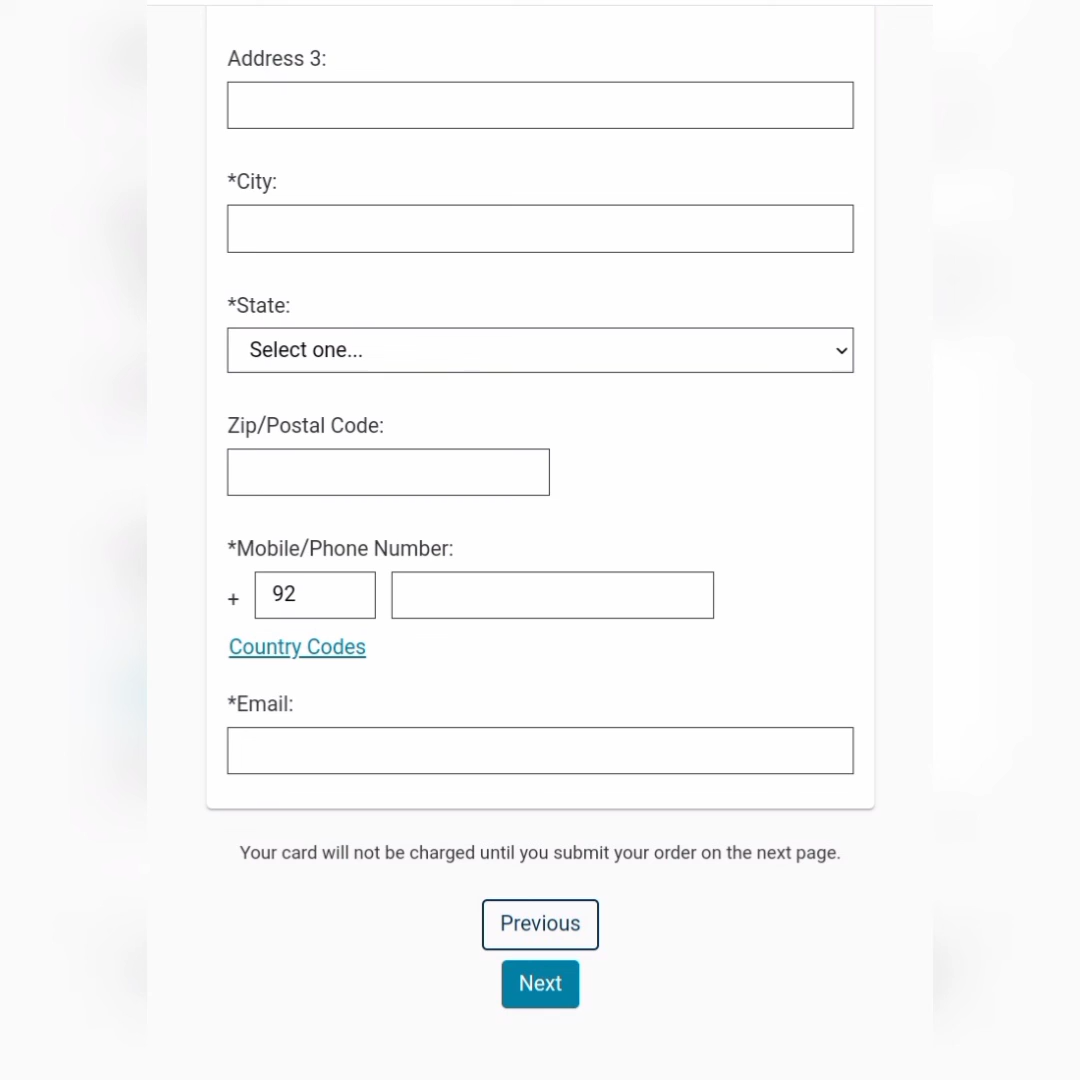 Address 3:
*City:
*State:
Select one...
Zip/Postal Code:
*Mobile/Phone Number:
+ 92
Country Codes
*Email:
Your card will not be charged until you submit your order on the next page.
Previous
Next